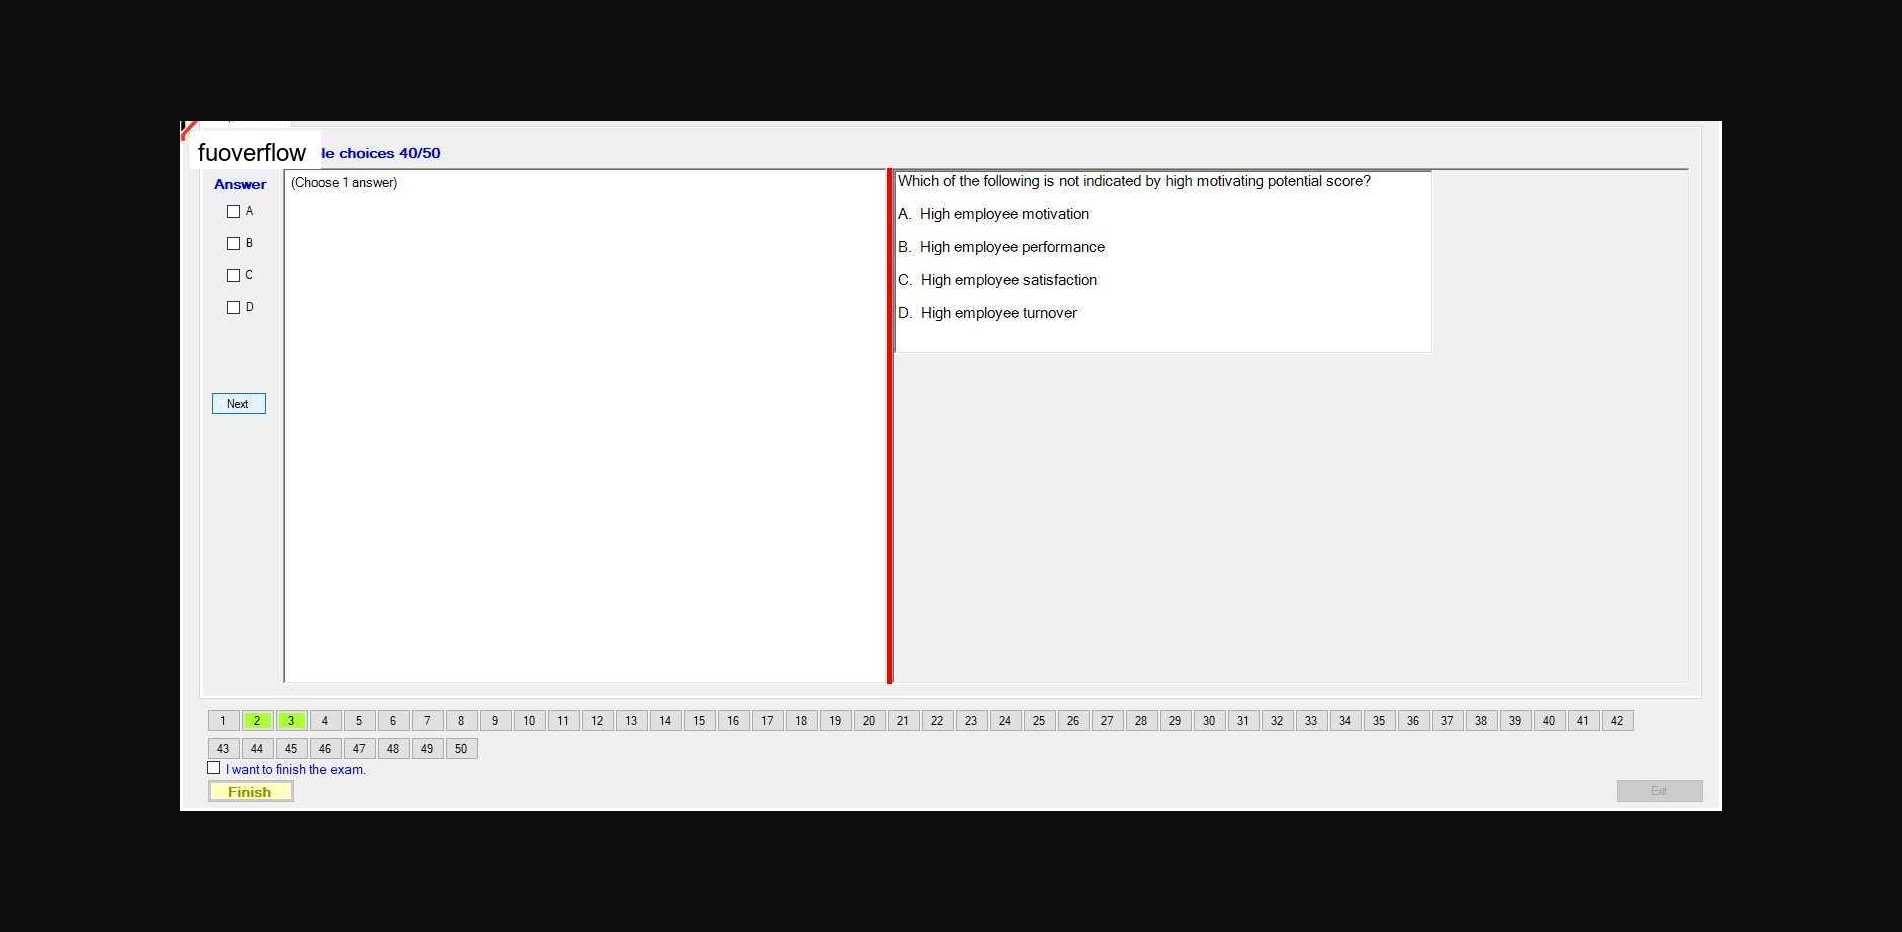 fuoverflow
le choices 40/50
Answer
(Choose 1 answer)
A
B
C
D
Next
Which of the following is not indicated by high motivating potential score?
A. High employee motivation
B. High employee performance
C. High employee satisfaction
D. High employee turnover
1 2 3 4 5 6 7 8 9 10 11 12 13 14 15 16 17 18 19 20 21 22 23 24 25 26 27 28 29 30 31 32 33 34 35 36 37 38 39 40 41 42
43 44 45 46 47 48 49 50
I want to finish the exam.
Finish
Exit